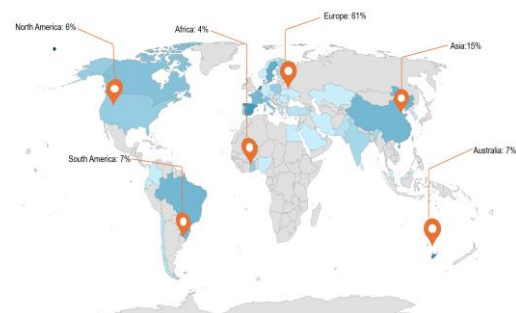 Europe: 61%
North America: 6%
Africa: 4%
Asia:15%
Australia: 7%
South America: 7%